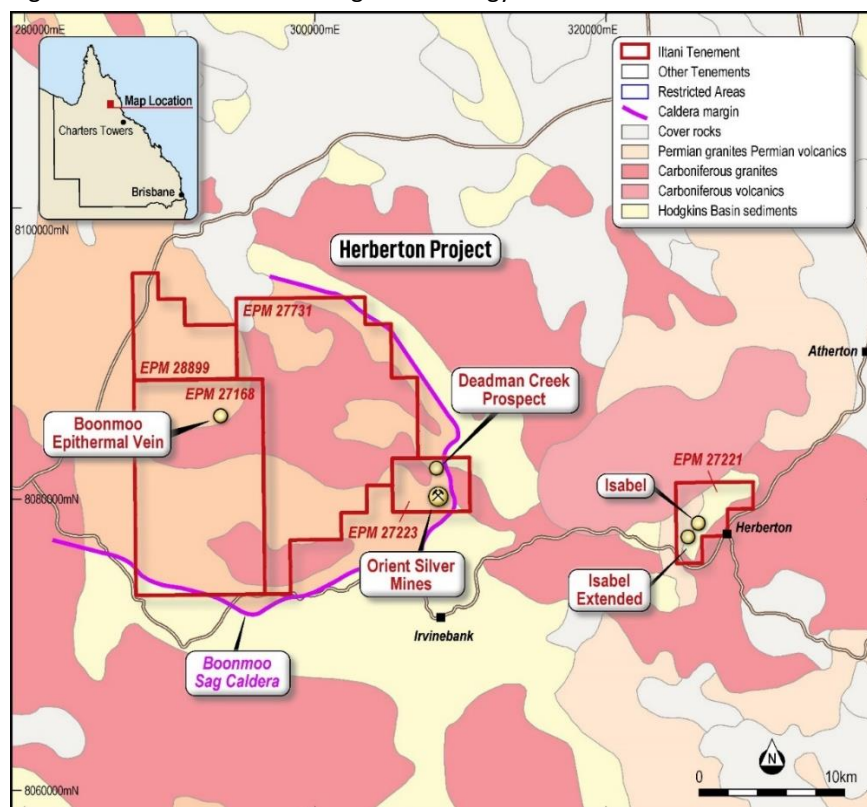 280000mE
300000mE
320000mE
Map Location
Charters Towers
Brisbane
Iltani Tenement
Other Tenements
Restricted Areas
Caldera margin
Cover rocks
Permian granites Permian volcanics
Carboniferous granites
Carboniferous volcanics
Hodgkins Basin sediments
8100000mN
Herberton Project
EPM 27731
Atherton
EPM 28899
EPM 27168
Deadman Creek
Prospect
Boonmoo
Epithermal Vein
EPM 27221
Isabel
8080000mN
EPM 27223
Herberton
Orient Silver
Mines
Isabel
Extended
Irvinebank
Boonmoo
Sag Caldera
N
8060000mN
0
10km